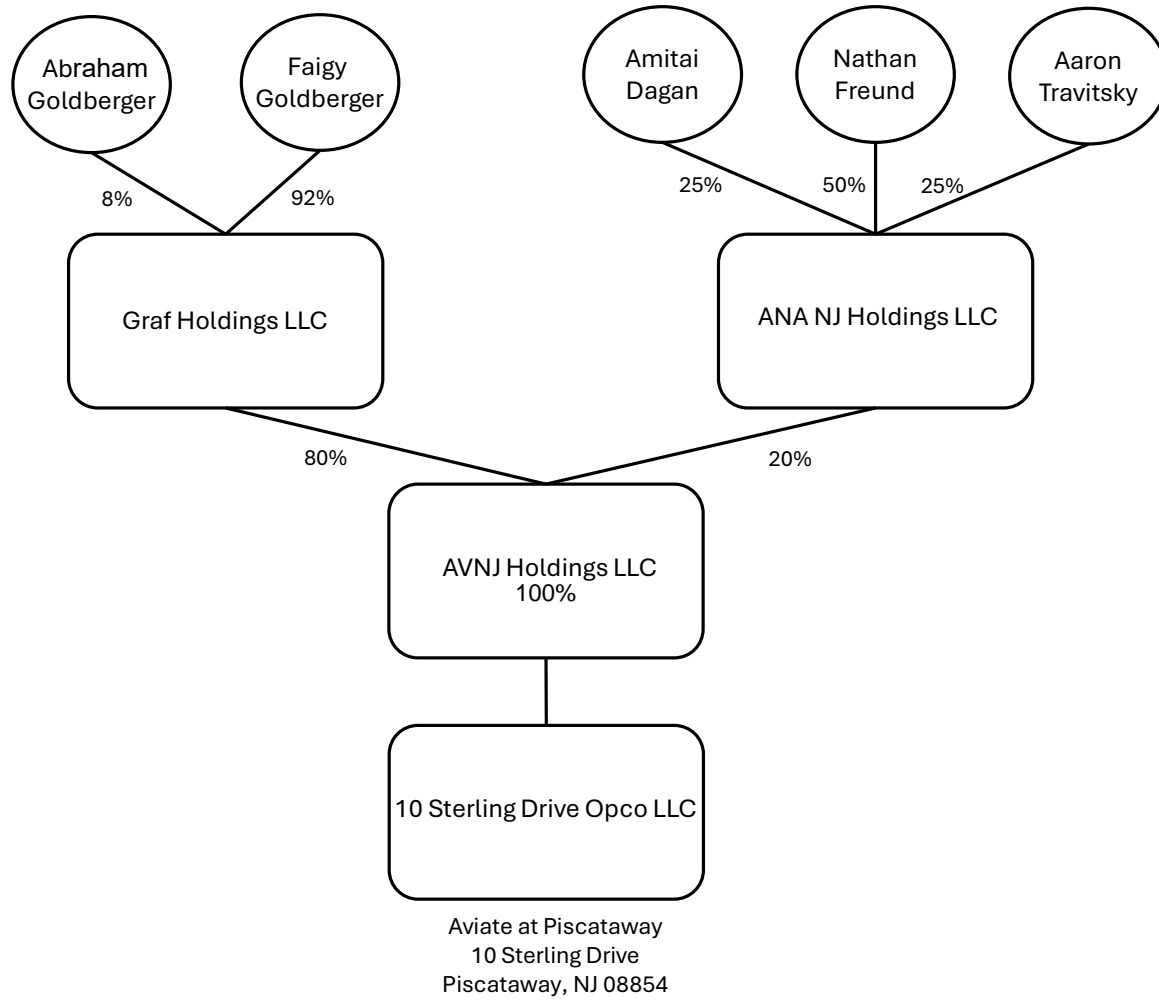 Abraham
Goldberger
Faigy
Goldberger
Amitai
Dagan
Nathan
Freund
Aaron
Travitsky
8%
92%
25%
50%
25%
Graf Holdings LLC
ANA NJ Holdings LLC
80%
20%
AVNJ Holdings LLC
100%
10 Sterling Drive Opco LLC
Aviate at Piscataway
10 Sterling Drive
Piscataway, NJ 08854